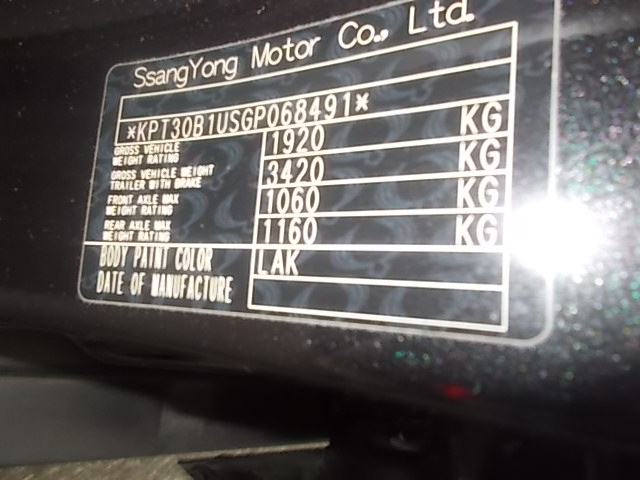 SsangYong Motor Co., Ltd.
*KPT30B1USGP068491*
GROSS VEHICLE
WEIGHT RATING 1920 KG
GROSS VEHICLE WEIGHT
TRAILER WITH BRAKE 3420 KG
FRONT AXLE MAX
WEIGHT RATING 1060 KG
REAR AXLE MAX
WEIGHT RATING 1160 KG
BODY PAINT COLOR LAK
DATE OF MANUFACTURE